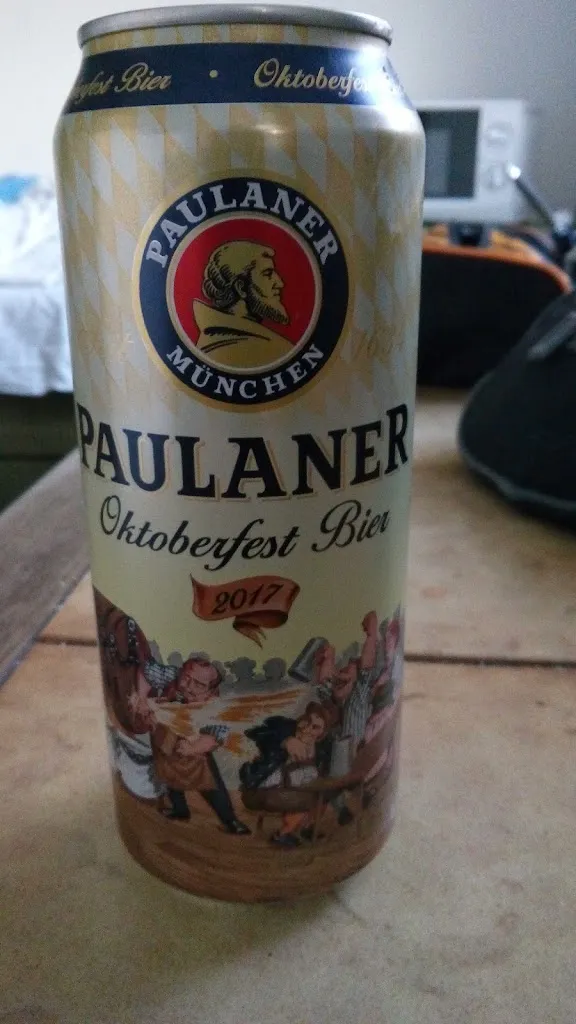 Bier • Oktoberfest
PAULANER
MÜNCHEN
PAULANER
Oktoberfest Bier
2017